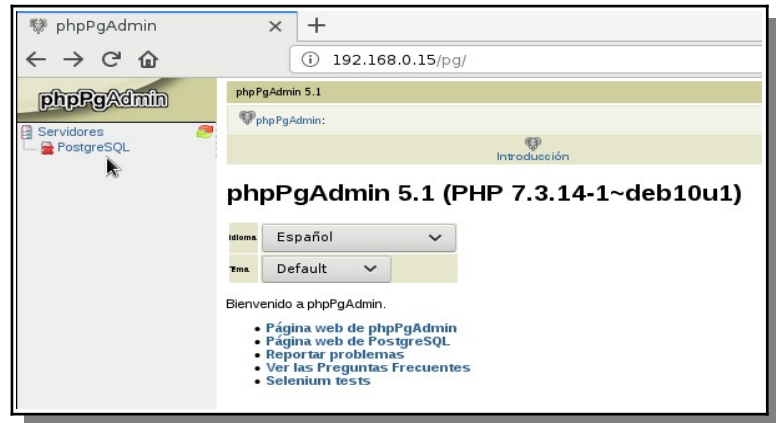 phpPgAdmin
192.168.0.15/pg/
phpPgAdmin
Servidores
PostgreSQL
phpPgAdmin 5.1
phpPgAdmin:
Introducción
phpPgAdmin 5.1 (PHP 7.3.14-1~deb10u1)
Idioma Español
Tema Default
Bienvenido a phpPgAdmin.
Página web de phpPgAdmin
Página web de PostgreSQL
Reportar problemas
Ver las Preguntas Frecuentes
Selenium tests